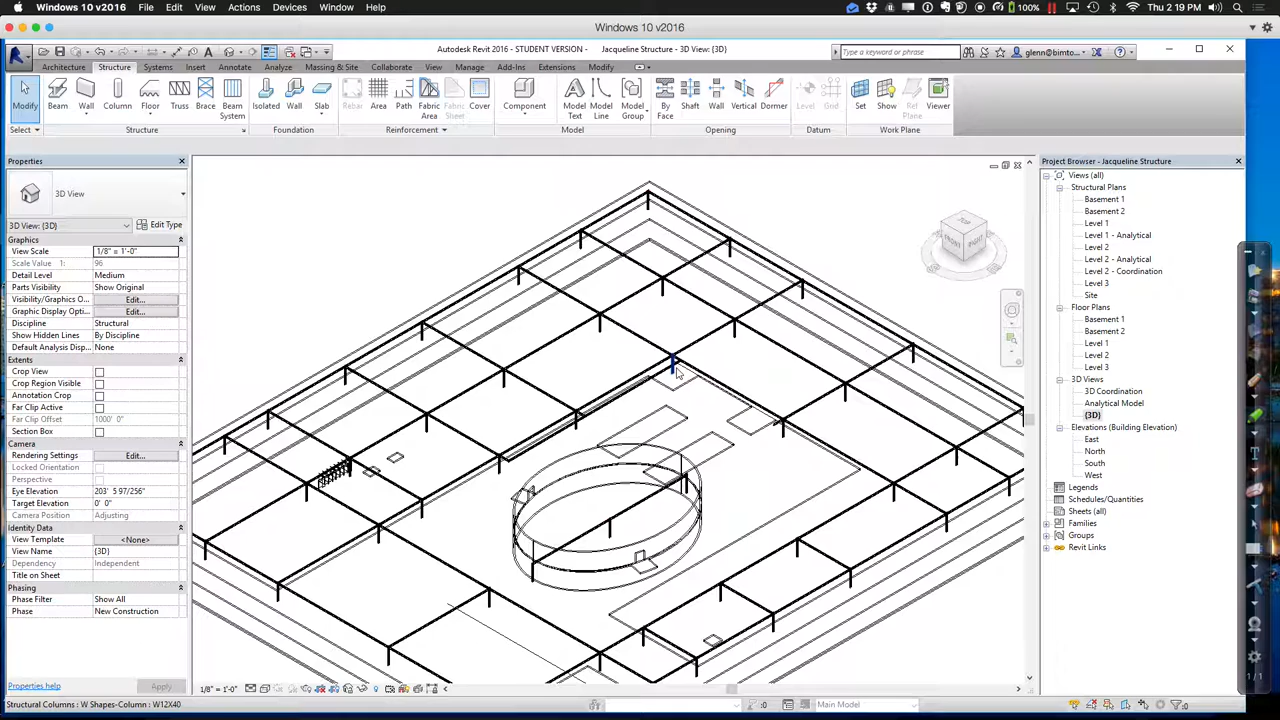 Windows 10 v2016 File Edit View Actions Devices Window Help 100% Thu 2:19 PM
Windows 10 v2016
Autodesk Revit 2016 - STUDENT VERSION - Jacqueline Structure - 3D View: {3D} Type a keyword or phrase glenn@bimto...
Architecture Structure Systems Insert Annotate Analyze Massing & Site Collaborate View Manage Add-Ins Extensions Modify
Modify Beam Wall Column Floor Truss Brace Beam System Isolated Wall Slab Rebar Area Path Fabric Area Fabric Sheet Cover Component Model Text Model Line Model Group By Face Shaft Wall Vertical Dormer Level Grid Set Show Ref Plane Viewer
Select Structure Foundation Reinforcement Model Opening Datum Work Plane
Properties
3D View
3D View: {3D} Edit Type
Graphics
View Scale 1/8" = 1'-0"
Scale Value 1: 96
Detail Level Medium
Parts Visibility Show Original
Visibility/Graphics O... Edit...
Graphic Display Opti... Edit...
Discipline Structural
Show Hidden Lines By Discipline
Default Analysis Disp... None
Extents
Crop View
Crop Region Visible
Annotation Crop
Far Clip Active
Far Clip Offset 1000' 0"
Section Box
Camera
Rendering Settings Edit...
Locked Orientation
Perspective
Eye Elevation 203' 5 97/256"
Target Elevation 0' 0"
Camera Position Adjusting
Identity Data
View Template <None>
View Name {3D}
Dependency Independent
Title on Sheet
Phasing
Phase Filter Show All
Phase New Construction
Properties help Apply
TOP
FRONT RIGHT
Project Browser - Jacqueline Structure
Views (all)
Structural Plans
Basement 1
Basement 2
Level 1
Level 1 - Analytical
Level 2
Level 2 - Analytical
Level 2 - Coordination
Level 3
Site
Floor Plans
Basement 1
Basement 2
Level 1
Level 2
Level 3
3D Views
3D Coordination
Analytical Model
{3D}
Elevations (Building Elevation)
East
North
South
West
Legends
Schedules/Quantities
Sheets (all)
Families
Groups
Revit Links
1 / 1
1/8" = 1'-0"
Structural Columns : W Shapes-Column : W12X40 :0 Main Model :0